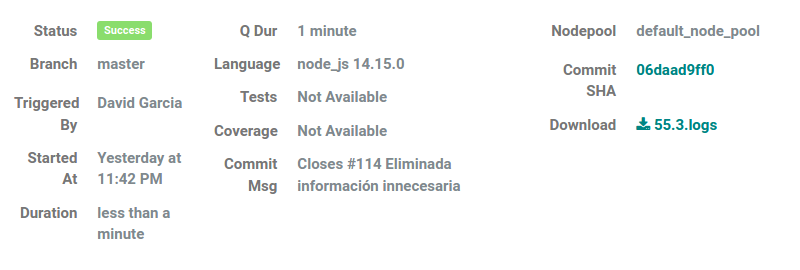 Status Success
Branch master
Triggered By David Garcia
Started At Yesterday at 11:42 PM
Duration less than a minute
Q Dur 1 minute
Language node_js 14.15.0
Tests Not Available
Coverage Not Available
Commit Msg Closes #114 Eliminada información innecesaria
Nodepool default_node_pool
Commit SHA 06daad9ff0
Download 55.3.logs